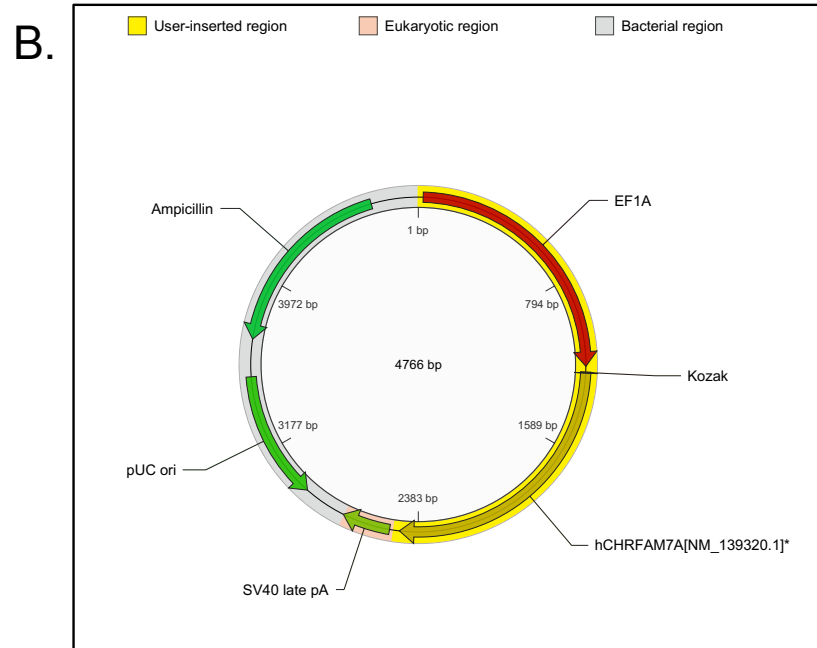 B.
User-inserted region
Eukaryotic region
Bacterial region
Ampicillin
EF1A
1 bp
3972 bp
794 bp
4766 bp
Kozak
3177 bp
1589 bp
pUC ori
2383 bp
hCHRFAM7A[NM_139320.1]*
SV40 late pA